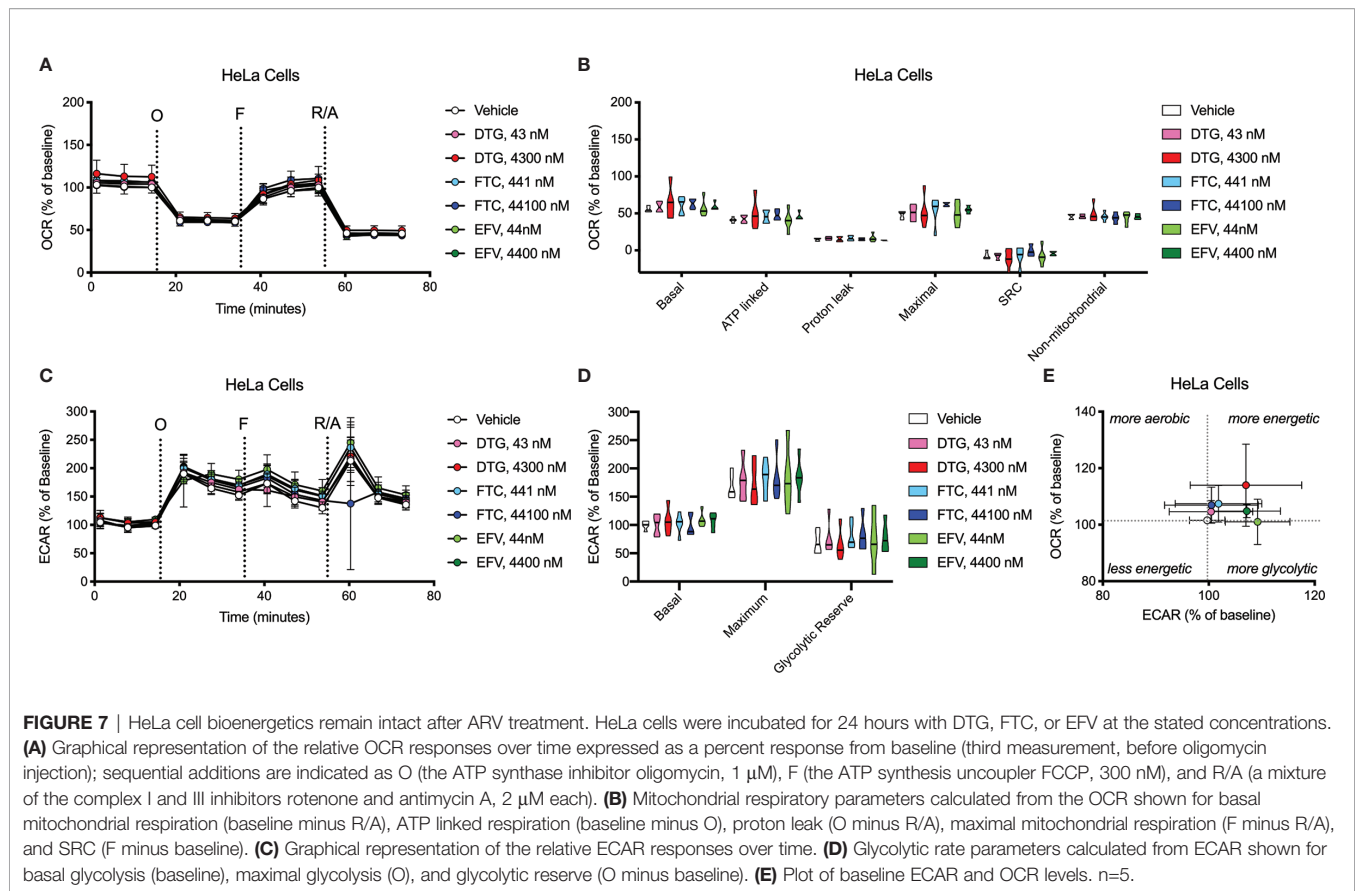 A
HeLa Cells
OCR (% of baseline)
200
150
100
50
0
O
F
R/A
0
20
40
60
80
Time (minutes)
Vehicle
DTG, 43 nM
DTG, 4300 nM
FTC, 441 nM
FTC, 44100 nM
EFV, 44nM
EFV, 4400 nM
B
HeLa Cells
OCR (% of baseline)
200
150
100
50
0
Basal
ATP linked
Proton leak
Maximal
SRC
Non-mitochondrial
Vehicle
DTG, 43 nM
DTG, 4300 nM
FTC, 441 nM
FTC, 44100 nM
EFV, 44nM
EFV, 4400 nM
C
HeLa Cells
ECAR (% of Baseline)
300
250
200
150
100
50
0
O
F
R/A
0
20
40
60
80
Time (minutes)
Vehicle
DTG, 43 nM
DTG, 4300 nM
FTC, 441 nM
FTC, 44100 nM
EFV, 44nM
EFV, 4400 nM
D
HeLa Cells
ECAR (% of Baseline)
300
250
200
150
100
50
0
Basal
Maximum
Glycolytic Reserve
Vehicle
DTG, 43 nM
DTG, 4300 nM
FTC, 441 nM
FTC, 44100 nM
EFV, 44nM
EFV, 4400 nM
E
HeLa Cells
OCR (% of baseline)
140
120
100
80
more aerobic
more energetic
less energetic
more glycolytic
80
100
120
ECAR (% of baseline)
FIGURE 7 | HeLa cell bioenergetics remain intact after ARV treatment. HeLa cells were incubated for 24 hours with DTG, FTC, or EFV at the stated concentrations.
(A) Graphical representation of the relative OCR responses over time expressed as a percent response from baseline (third measurement, before oligomycin
injection); sequential additions are indicated as O (the ATP synthase inhibitor oligomycin, 1 μM), F (the ATP synthesis uncoupler FCCP, 300 nM), and R/A (a mixture
of the complex I and III inhibitors rotenone and antimycin A, 2 μM each). (B) Mitochondrial respiratory parameters calculated from the OCR shown for basal
mitochondrial respiration (baseline minus R/A), ATP linked respiration (baseline minus O), proton leak (O minus R/A), maximal mitochondrial respiration (F minus R/A),
and SRC (F minus baseline). (C) Graphical representation of the relative ECAR responses over time. (D) Glycolytic rate parameters calculated from ECAR shown for
basal glycolysis (baseline), maximal glycolysis (O), and glycolytic reserve (O minus baseline). (E) Plot of baseline ECAR and OCR levels. n=5.